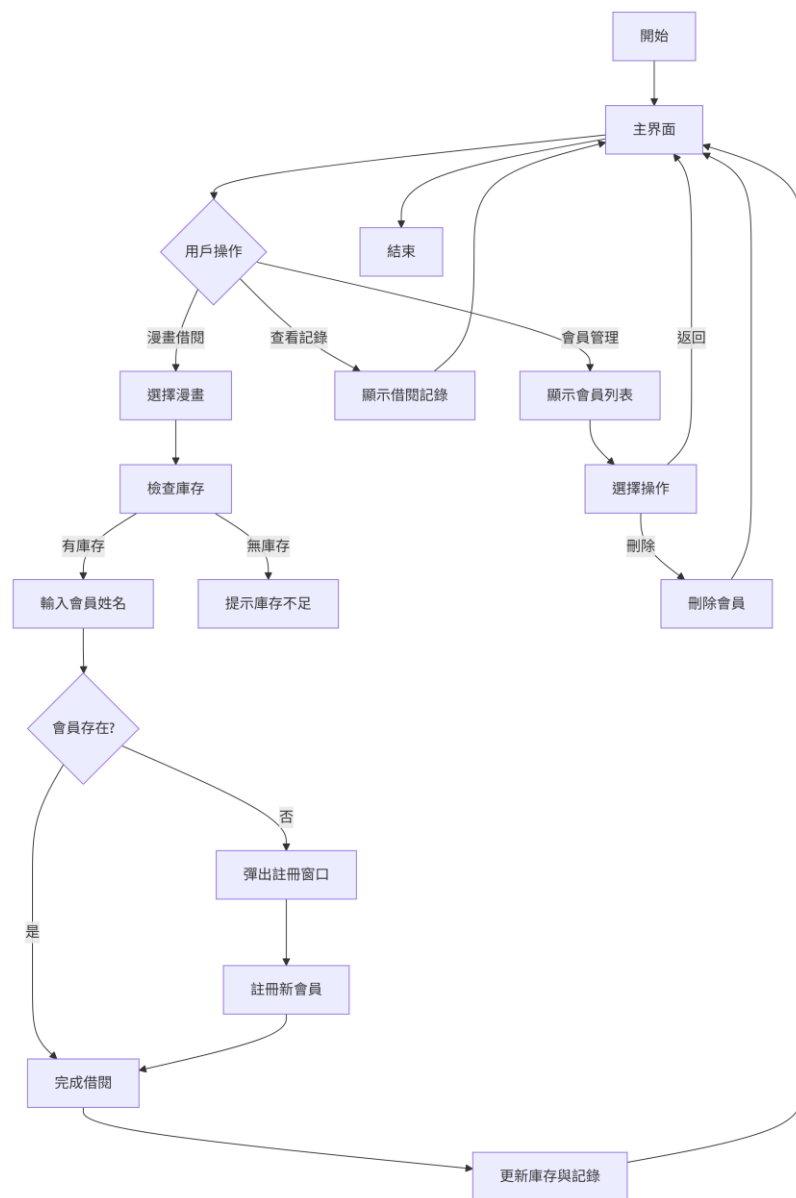 開始
主界面
用戶操作
結束
漫畫借閱
查看記錄
會員管理
返回
選擇漫畫
顯示借閱記錄
顯示會員列表
檢查庫存
選擇操作
有庫存
無庫存
刪除
輸入會員姓名
提示庫存不足
刪除會員
會員存在?
否
彈出註冊窗口
是
註冊新會員
完成借閱
更新庫存與記錄